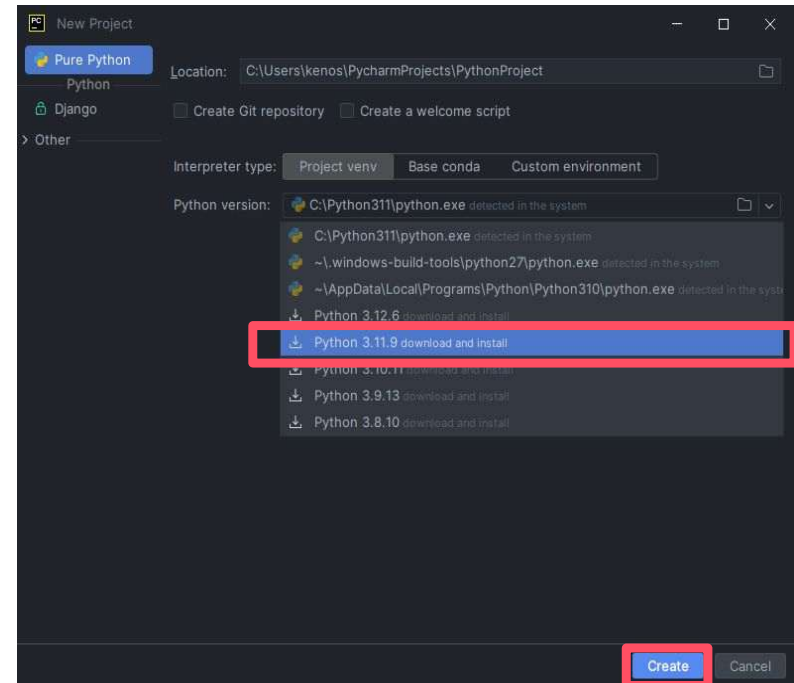 PC New Project
Pure Python
Python
Django
Other
Location: C:\Users\kenos\PycharmProjects\PythonProject
Create Git repository Create a welcome script
Interpreter type: Project venv Base conda Custom environment
Python version: C:\Python311\python.exe detected in the system
C:\Python311\python.exe detected in the system
~\.windows-build-tools\python27\python.exe detected in the system
~\AppData\Local\Programs\Python\Python310\python.exe detected in the syste
Python 3.12.6 download and install
Python 3.11.9 download and install
Python 3.10.11 download and install
Python 3.9.13 download and install
Python 3.8.10 download and install
Create Cancel